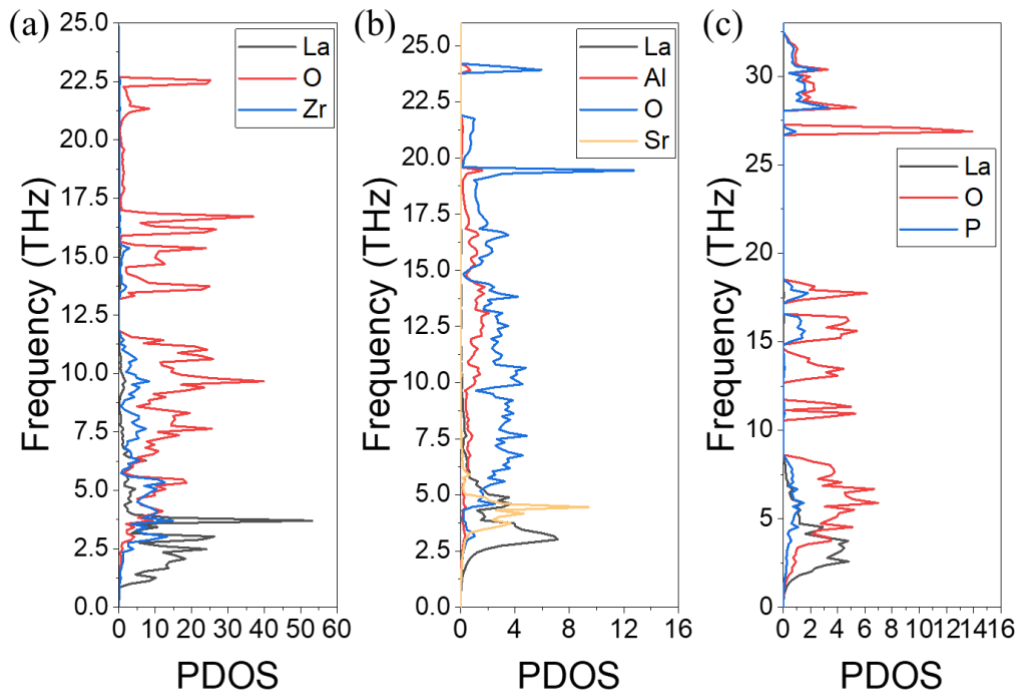 (a)
Frequency (THz)
25.0
22.5
20.0
17.5
15.0
12.5
10.0
7.5
5.0
2.5
0.0
La
O
Zr
0 10 20 30 40 50 60
PDOS
(b)
Frequency (THz)
25.0
22.5
20.0
17.5
15.0
12.5
10.0
7.5
5.0
2.5
0.0
La
Al
O
Sr
0 4 8 12 16
PDOS
(c)
Frequency (THz)
30
25
20
15
10
5
0
La
O
P
0 2 4 6 8 10 12 14 16
PDOS